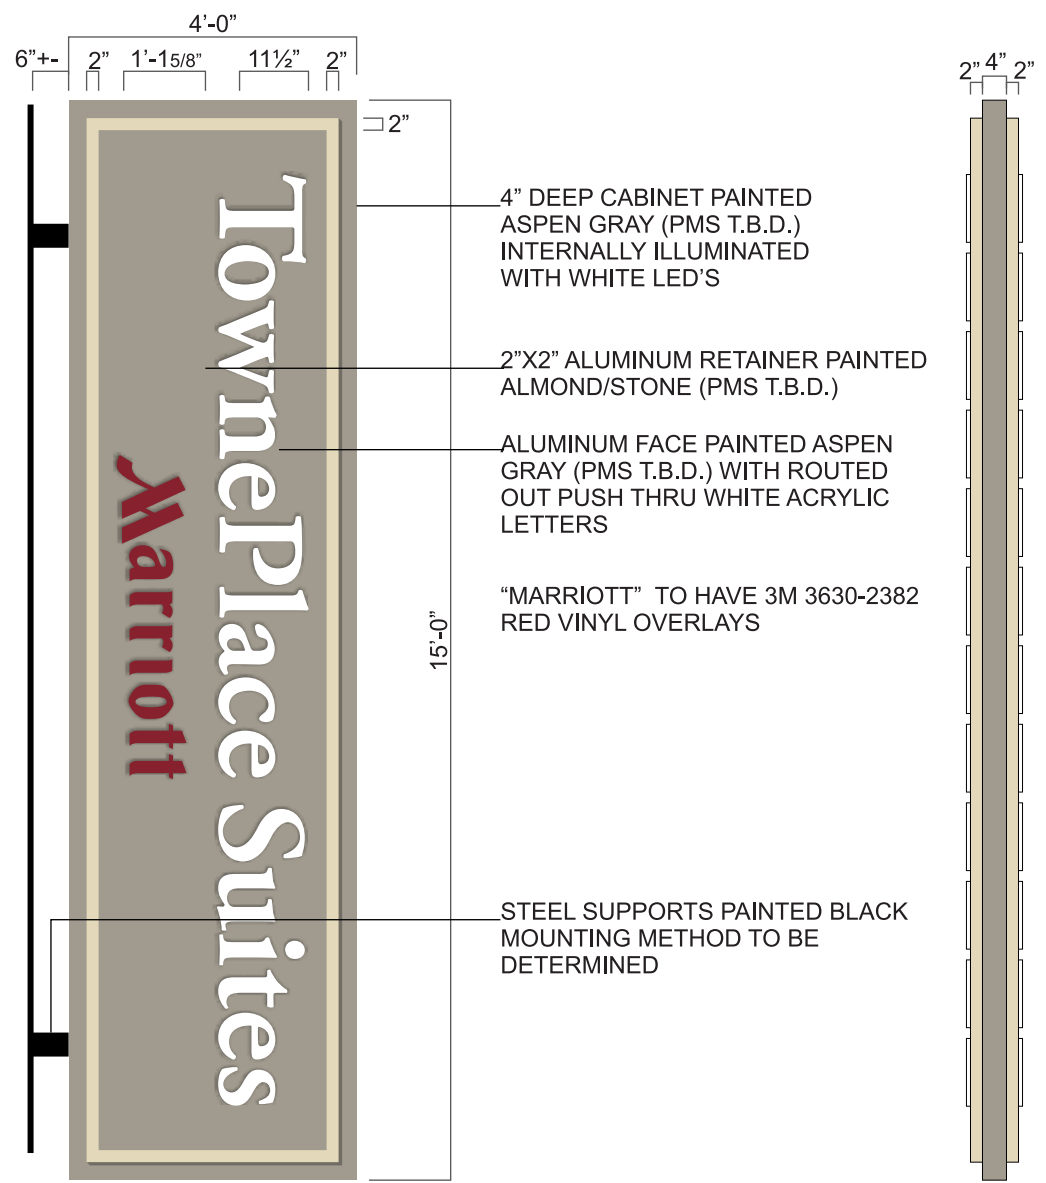 4’-0”
6”+- 2” 1’-15/8” 11½” 2”
2” 4” 2”
2”
4” DEEP CABINET PAINTED
ASPEN GRAY (PMS T.B.D.)
INTERNALLY ILLUMINATED
WITH WHITE LED’S
2”X2” ALUMINUM RETAINER PAINTED
ALMOND/STONE (PMS T.B.D.)
ALUMINUM FACE PAINTED ASPEN
GRAY (PMS T.B.D.) WITH ROUTED
OUT PUSH THRU WHITE ACRYLIC
LETTERS
“MARRIOTT” TO HAVE 3M 3630-2382
RED VINYL OVERLAYS
15’-0”
STEEL SUPPORTS PAINTED BLACK
MOUNTING METHOD TO BE
DETERMINED
TownePlace Suites
Marriott